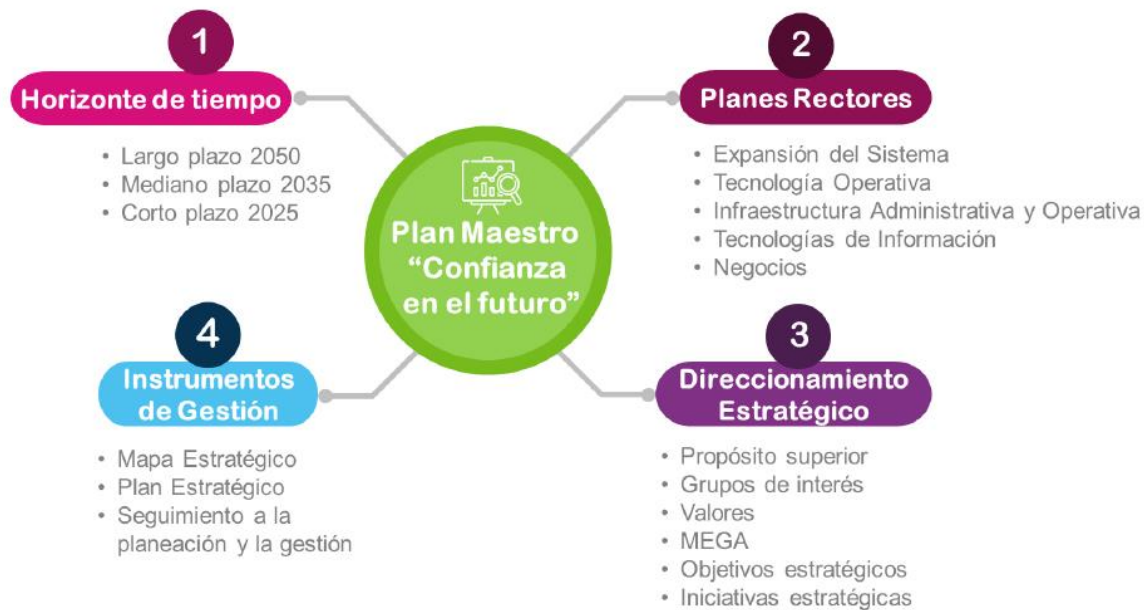 1
Horizonte de tiempo
• Largo plazo 2050
• Mediano plazo 2035
• Corto plazo 2025
2
Planes Rectores
• Expansión del Sistema
• Tecnología Operativa
• Infraestructura Administrativa y Operativa
• Tecnologías de Información
• Negocios
Plan Maestro
“Confianza
en el futuro”
4
Instrumentos
de Gestión
• Mapa Estratégico
• Plan Estratégico
• Seguimiento a la
planeación y la gestión
3
Direccionamiento
Estratégico
• Propósito superior
• Grupos de interés
• Valores
• MEGA
• Objetivos estratégicos
• Iniciativas estratégicas